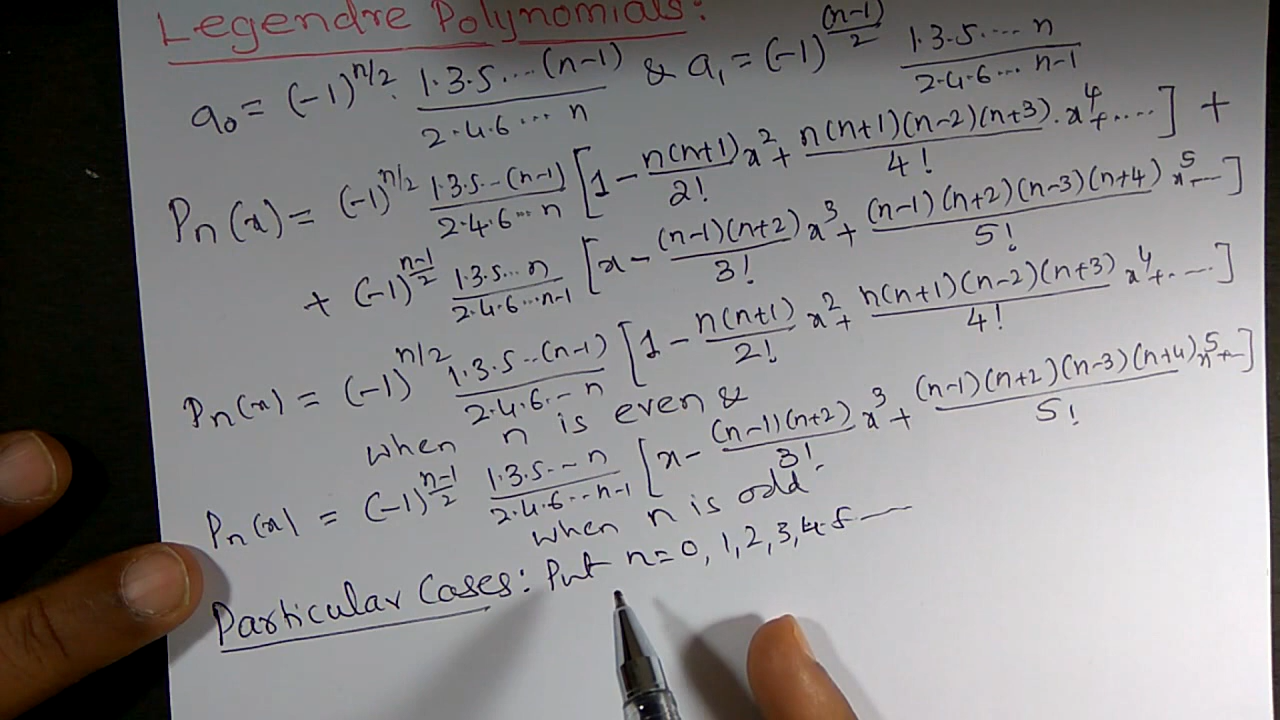 Legendre Polynomials:
a₀ = (-1)^(n/2) · 1·3·5....(n-1) / 2·4·6... n & a₁ = (-1)^((n-1)/2) 1·3·5.... n / 2·4·6... n-1
Pn(x) = (-1)^(n/2) 1·3·5...(n-1) / 2·4·6... n [1 - n(n+1)/2! x² + n(n+1)(n-2)(n+3)/4! . x⁴ + .....] +
+ (-1)^((n-1)/2) 1·3·5... n / 2·4·6...n-1 [x - (n-1)(n+2)/3! x³ + (n-1)(n+2)(n-3)(n+4)/5! x⁵ ....]
Pn(x) = (-1)^(n/2) 1·3·5...(n-1) / 2·4·6.-- n [1 - n(n+1)/2! x² + n(n+1)(n-2)(n+3)/4! x⁴+. ....]
when n is even &
Pn(x) = (-1)^((n-1)/2) 1·3·5.-- n / 2·4·6...n-1 [x - (n-1)(n+2)/3! x³ + (n-1)(n+2)(n-3)(n+4)/5! x⁵+--]
when n is odd.
Particular Cases: Put n=0, 1, 2, 3, 4. 5 ——